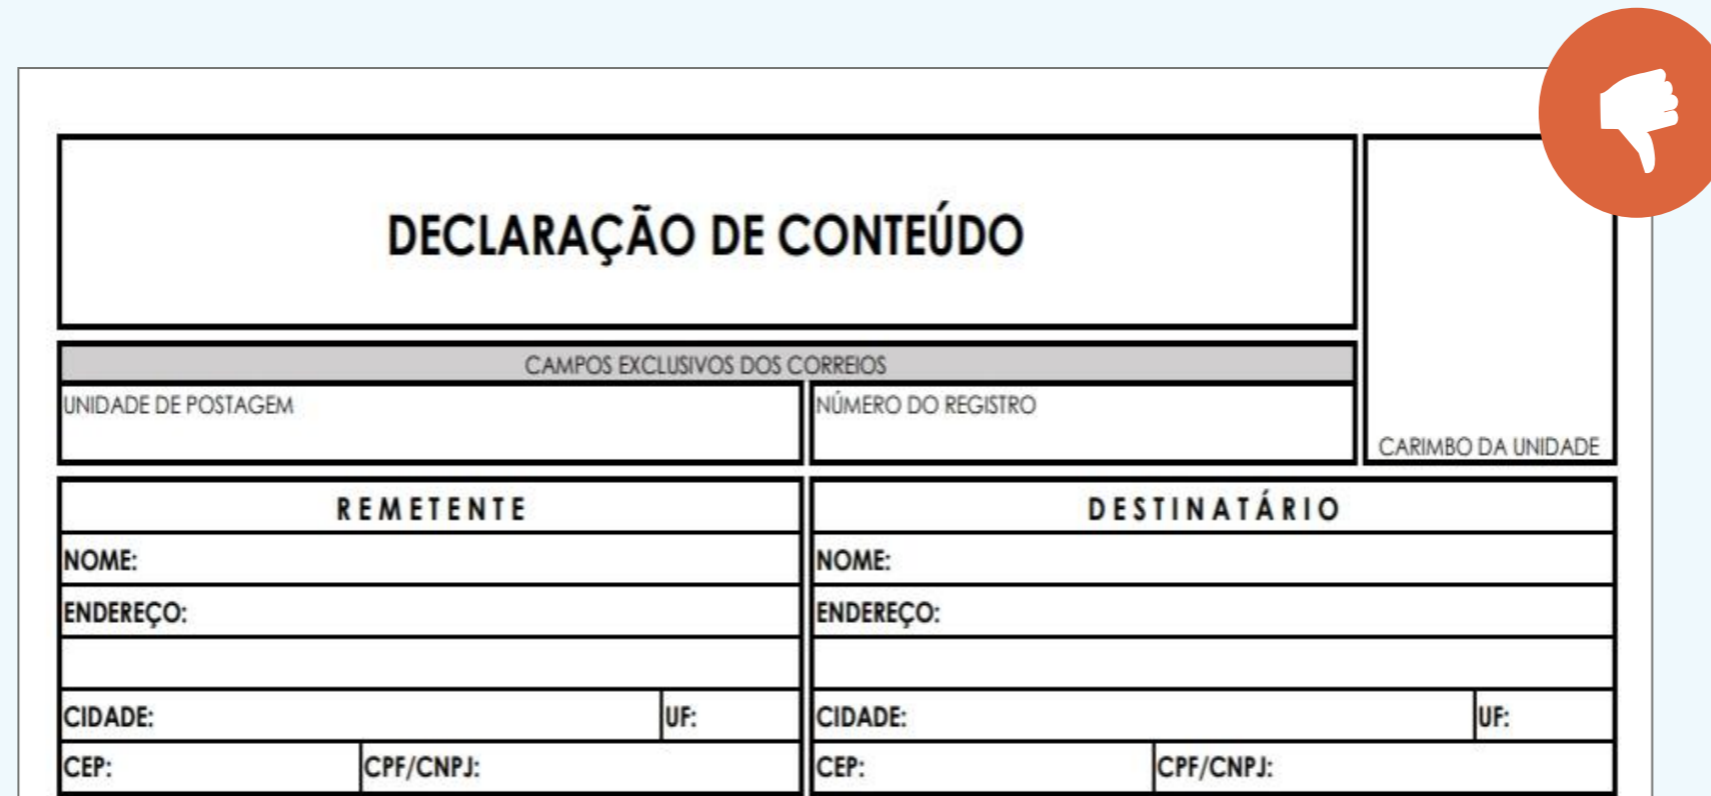 DECLARAÇÃO DE CONTEÚDO
CAMPOS EXCLUSIVOS DOS CORREIOS
UNIDADE DE POSTAGEM
NÚMERO DO REGISTRO
CARIMBO DA UNIDADE
REMETENTE
NOME:
ENDEREÇO:
CIDADE: UF:
CEP: CPF/CNPJ:
DESTINATÁRIO
NOME:
ENDEREÇO:
CIDADE: UF:
CEP: CPF/CNPJ: